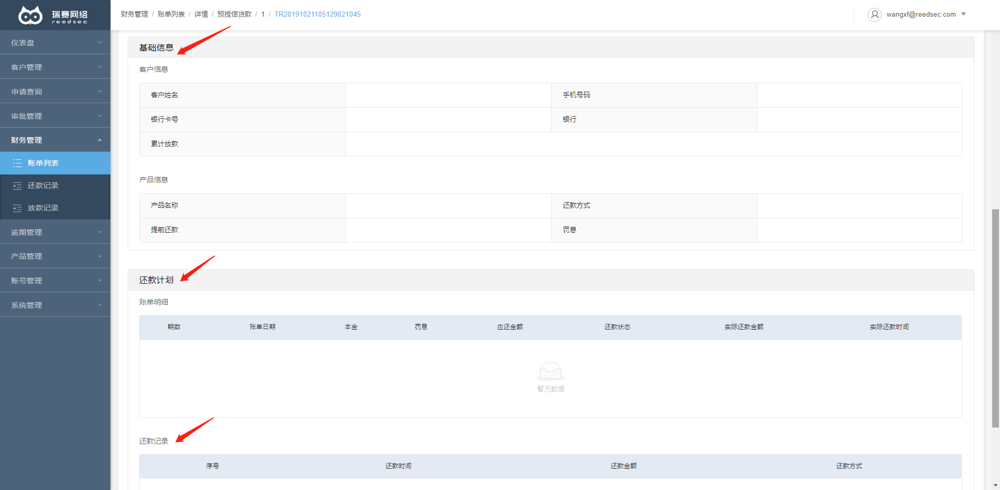 瑞赛网络
reedsec
财务管理 / 账单列表 / 详情 / 预授信贷款 / 1 / TR20191021105129021045
wangxf@reedsec.com
仪表盘
客户管理
申请查询
审批管理
财务管理
账单列表
还款记录
放款记录
逾期管理
产品管理
账号管理
系统管理
基础信息
客户信息
客户姓名 手机号码
银行卡号 银行
累计放款
产品信息
产品名称 还款方式
提前还款 罚息
还款计划
账单明细
期数 账单日期 本金 罚息 应还金额 还款状态 实际还款金额 实际还款时间
暂无数据
还款记录
序号 还款时间 还款金额 还款方式